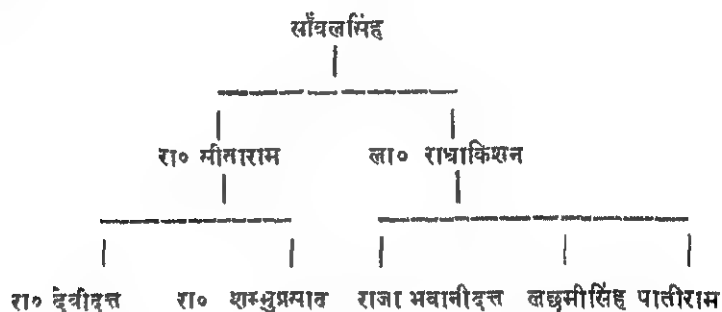 साँवलसिंह
रा० सीताराम ला० राधाकिशन
रा० देवीदत्त रा० शम्भुप्रसाद राजा भवानीदत्त लछमीसिंह पातीराम